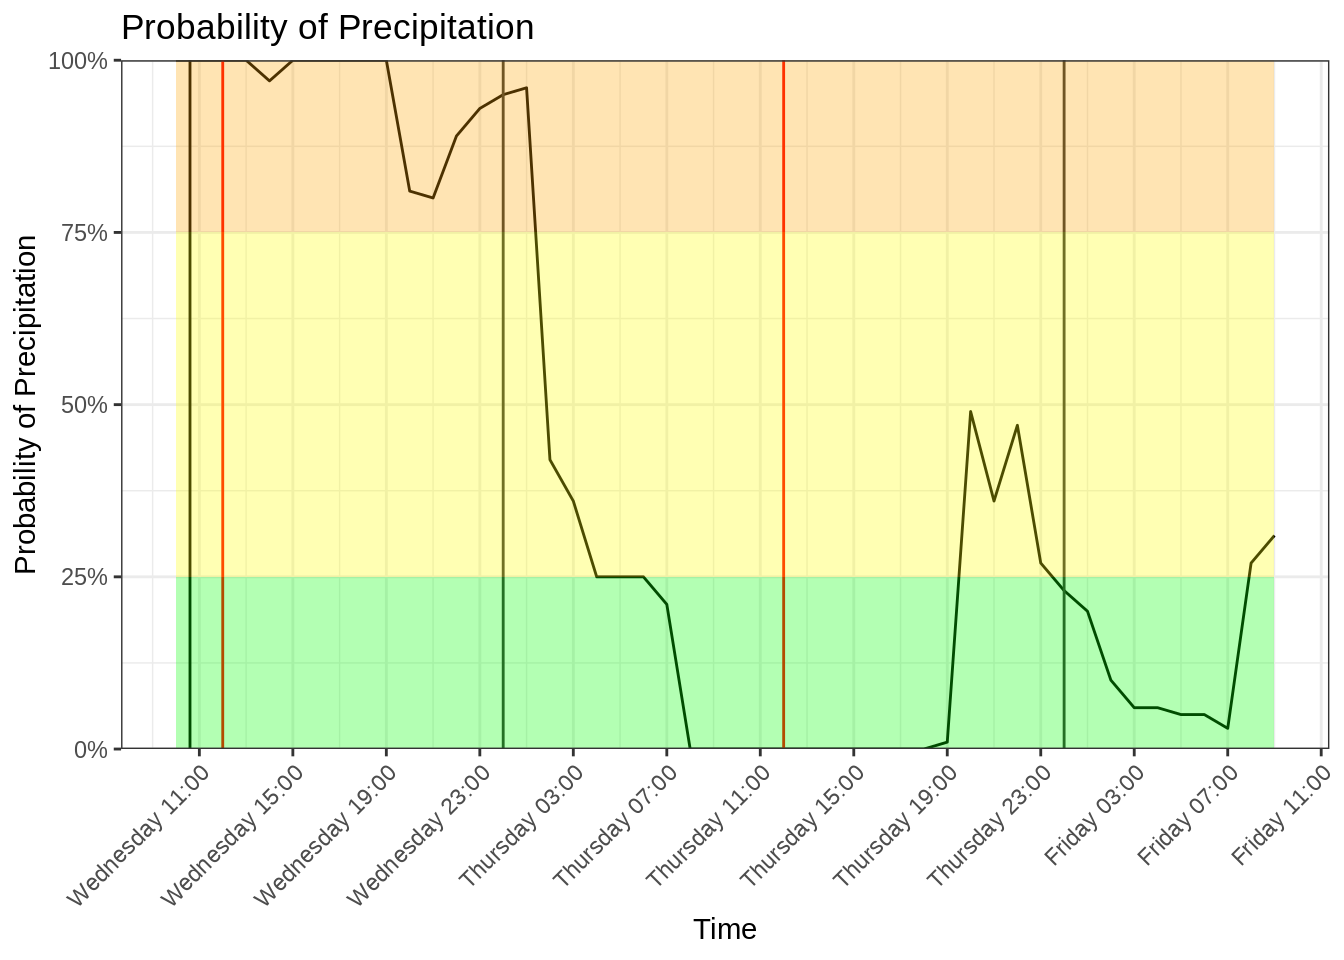 Probability of Precipitation
Probability of Precipitation
100%
75%
50%
25%
0%
Wednesday 11:00
Wednesday 15:00
Wednesday 19:00
Wednesday 23:00
Thursday 03:00
Thursday 07:00
Thursday 11:00
Thursday 15:00
Thursday 19:00
Thursday 23:00
Friday 03:00
Friday 07:00
Friday 11:00
Time